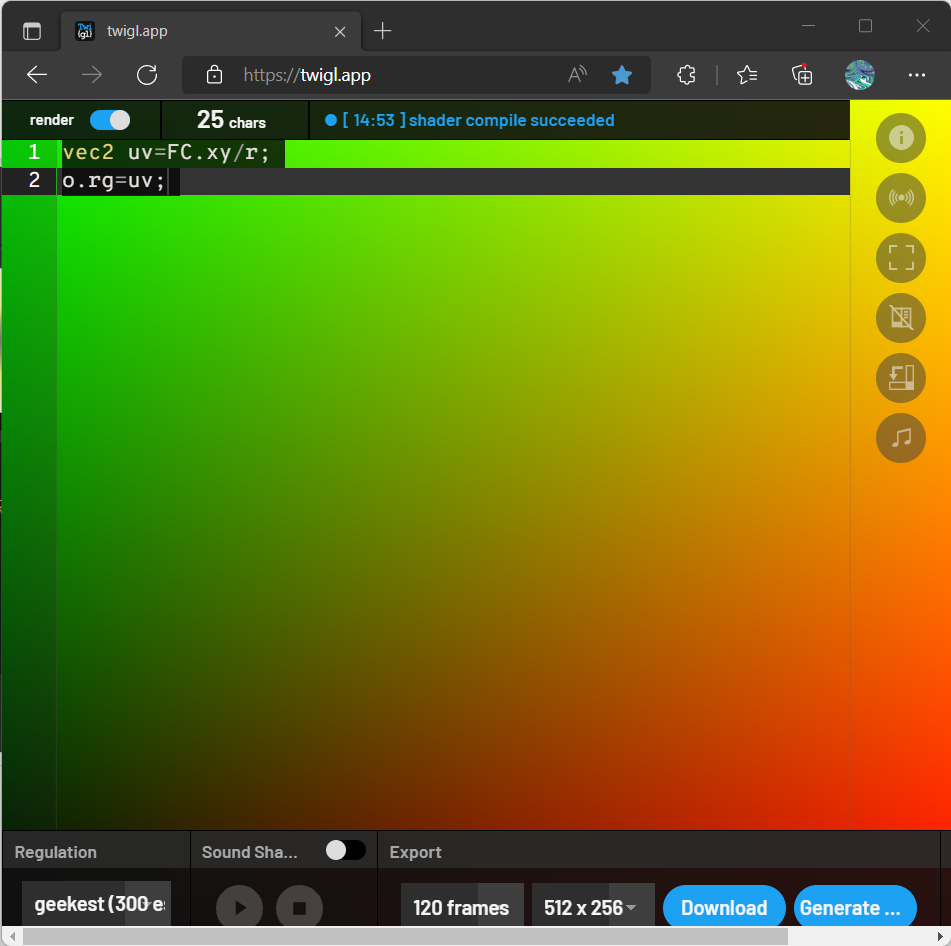 twigl.app
https://twigl.app
render
25 chars
[ 14:53 ] shader compile succeeded
1 vec2 uv=FC.xy/r;
2 o.rg=uv;
Regulation
Sound Sha...
Export
geekest (300 es
120 frames
512 x 256
Download
Generate ...